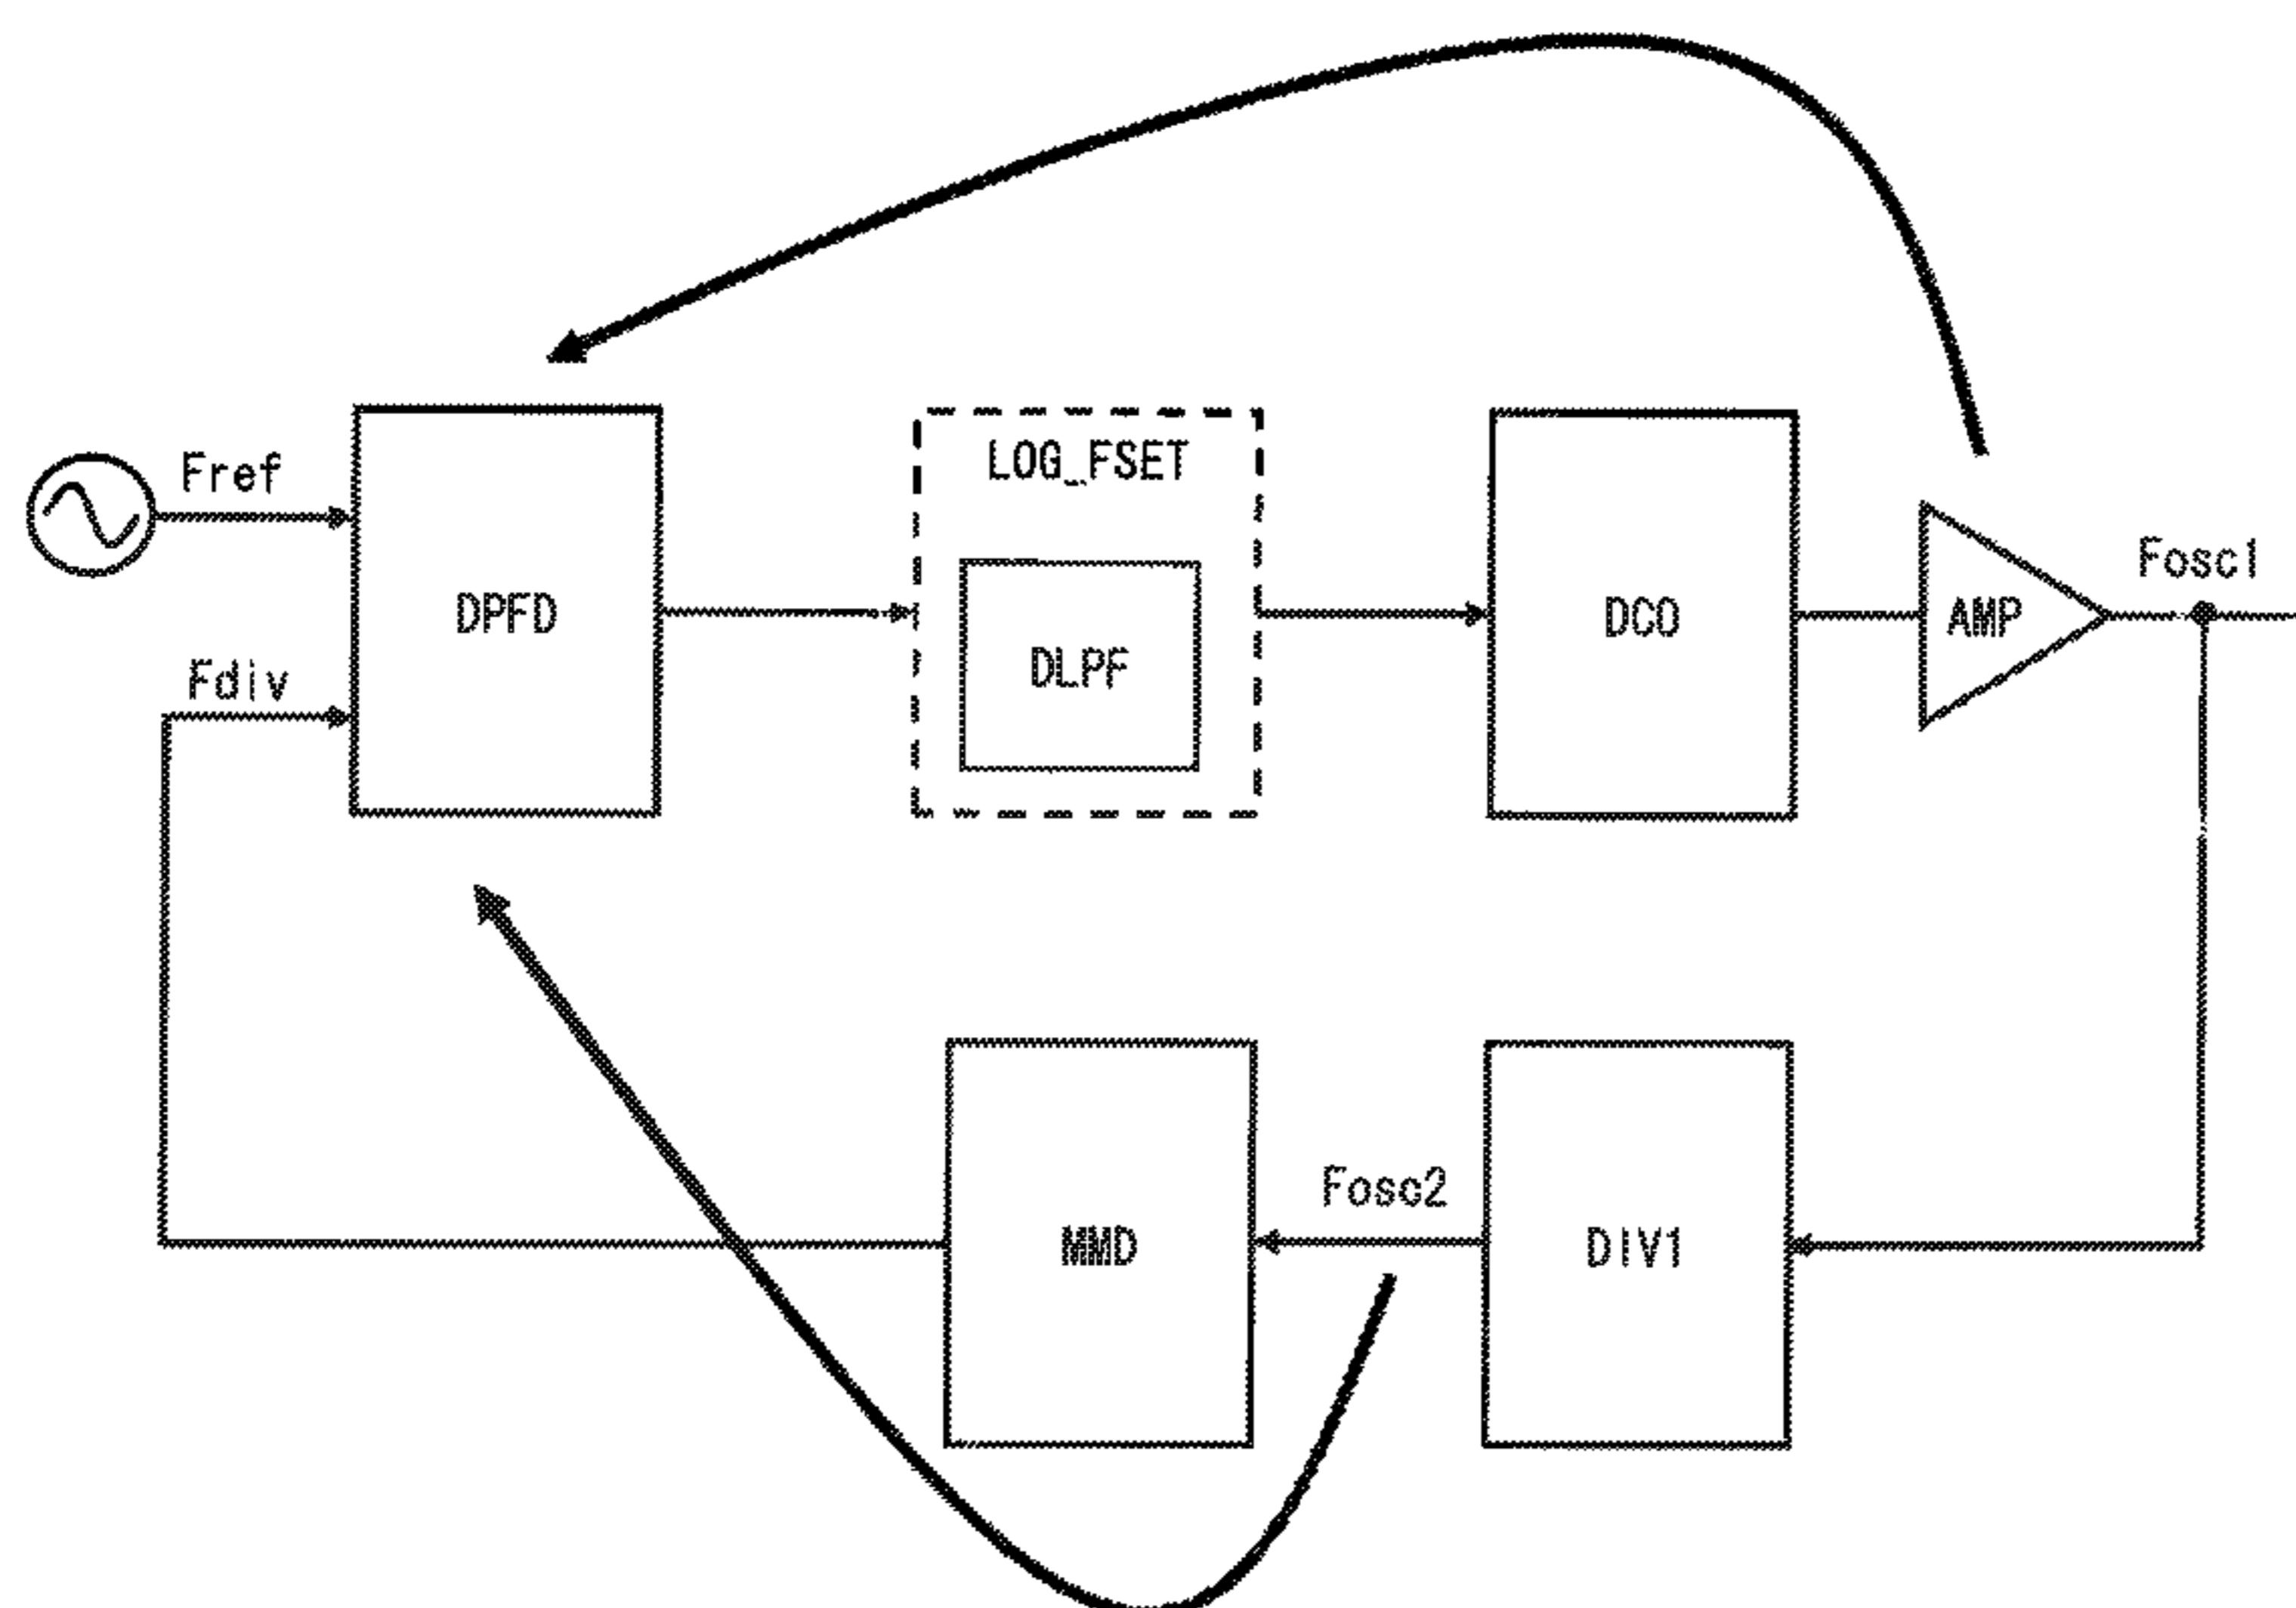 Fref
LOG_FSET
Fosc1
DPFD
DCO
AMP
DLPF
Fdiv
Fosc2
MMD
DIV1